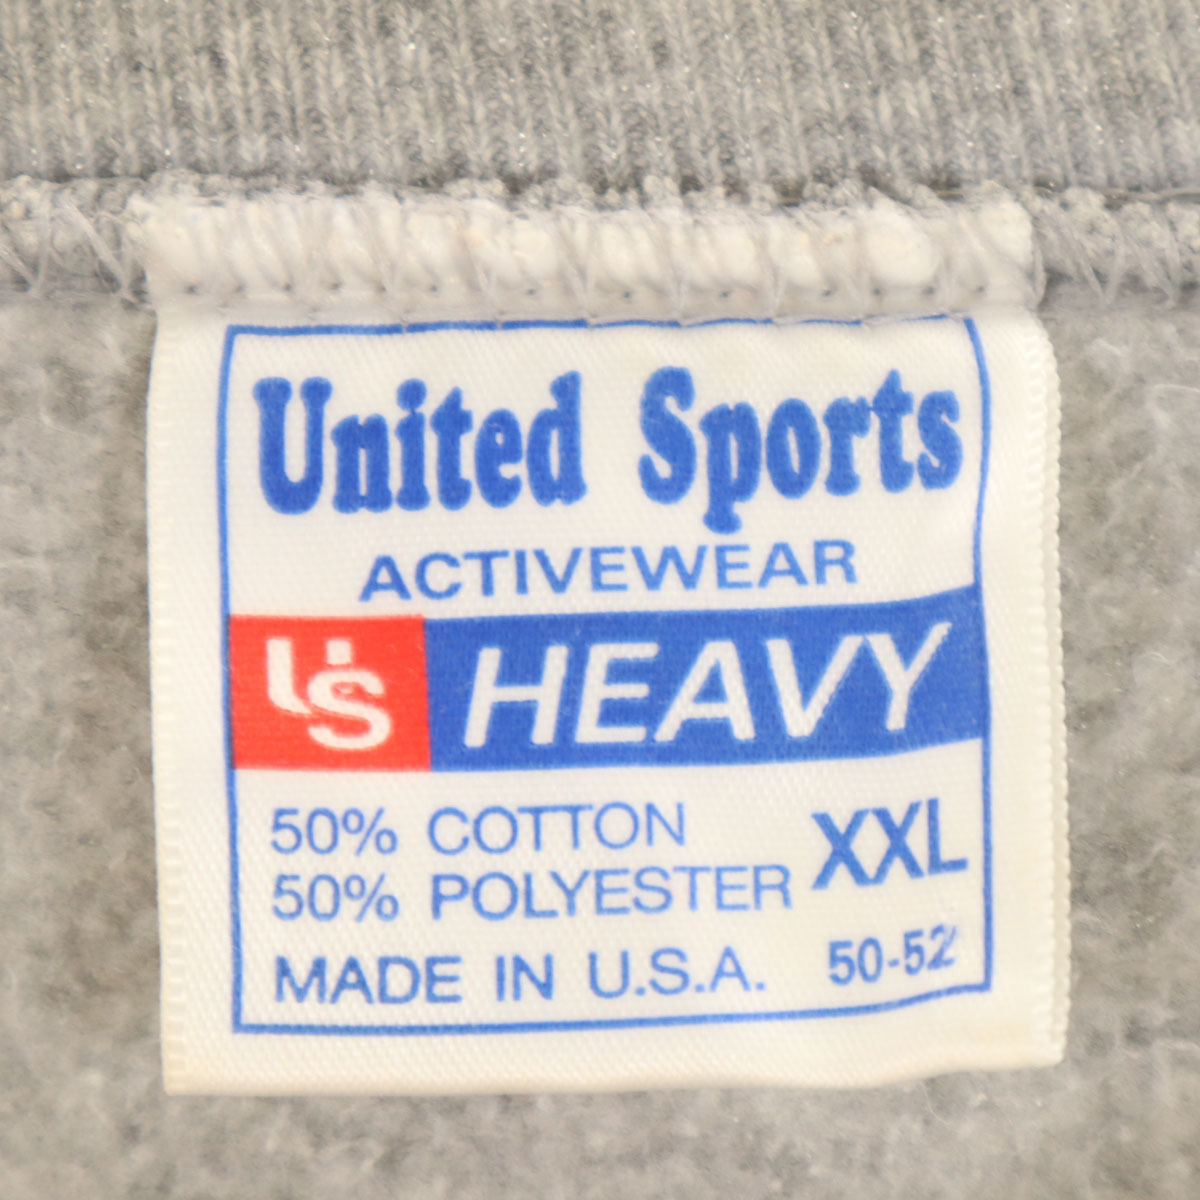 United Sports
ACTIVEWEAR
US HEAVY
50% COTTON
50% POLYESTER XXL
MADE IN U.S.A. 50-52